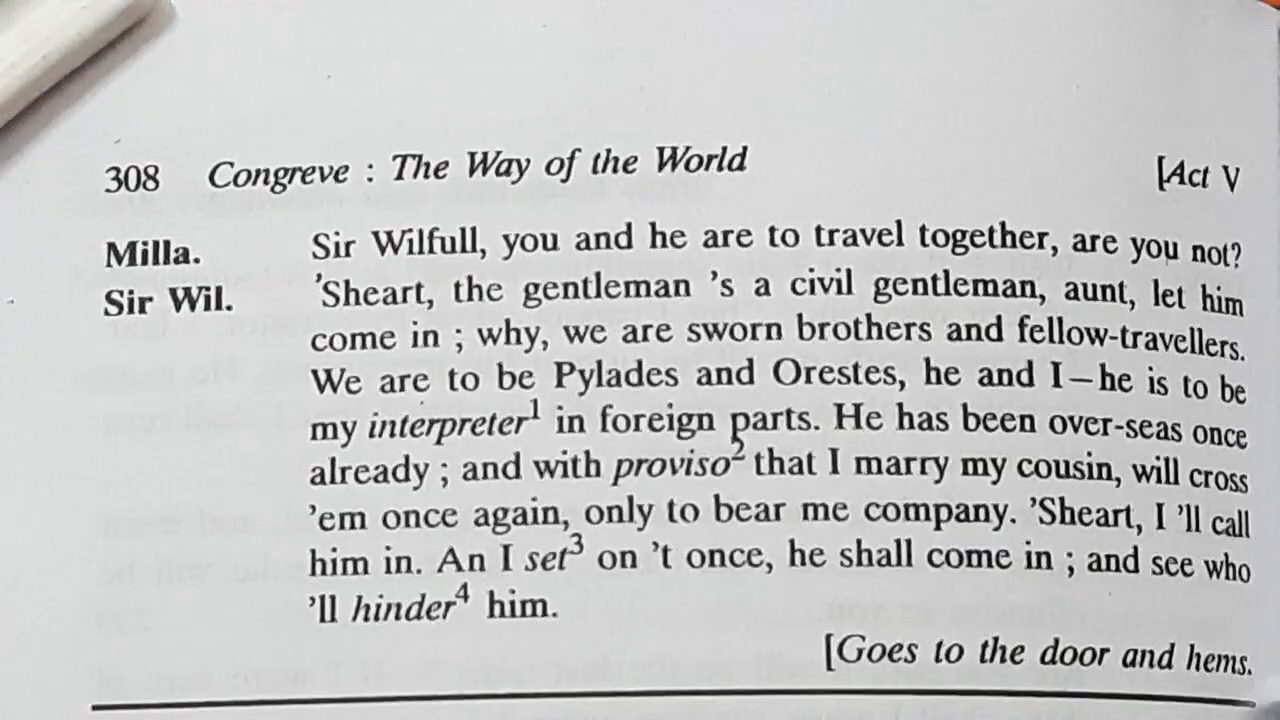 308 Congreve : The Way of the World [Act V
Milla. Sir Wilfull, you and he are to travel together, are you not?
Sir Wil. 'Sheart, the gentleman 's a civil gentleman, aunt, let him
come in ; why, we are sworn brothers and fellow-travellers.
We are to be Pylades and Orestes, he and I—he is to be
my interpreter¹ in foreign parts. He has been over-seas once
already ; and with proviso² that I marry my cousin, will cross
'em once again, only to bear me company. 'Sheart, I 'll call
him in. An I set³ on 't once, he shall come in ; and see who
'll hinder⁴ him.
[Goes to the door and hems.